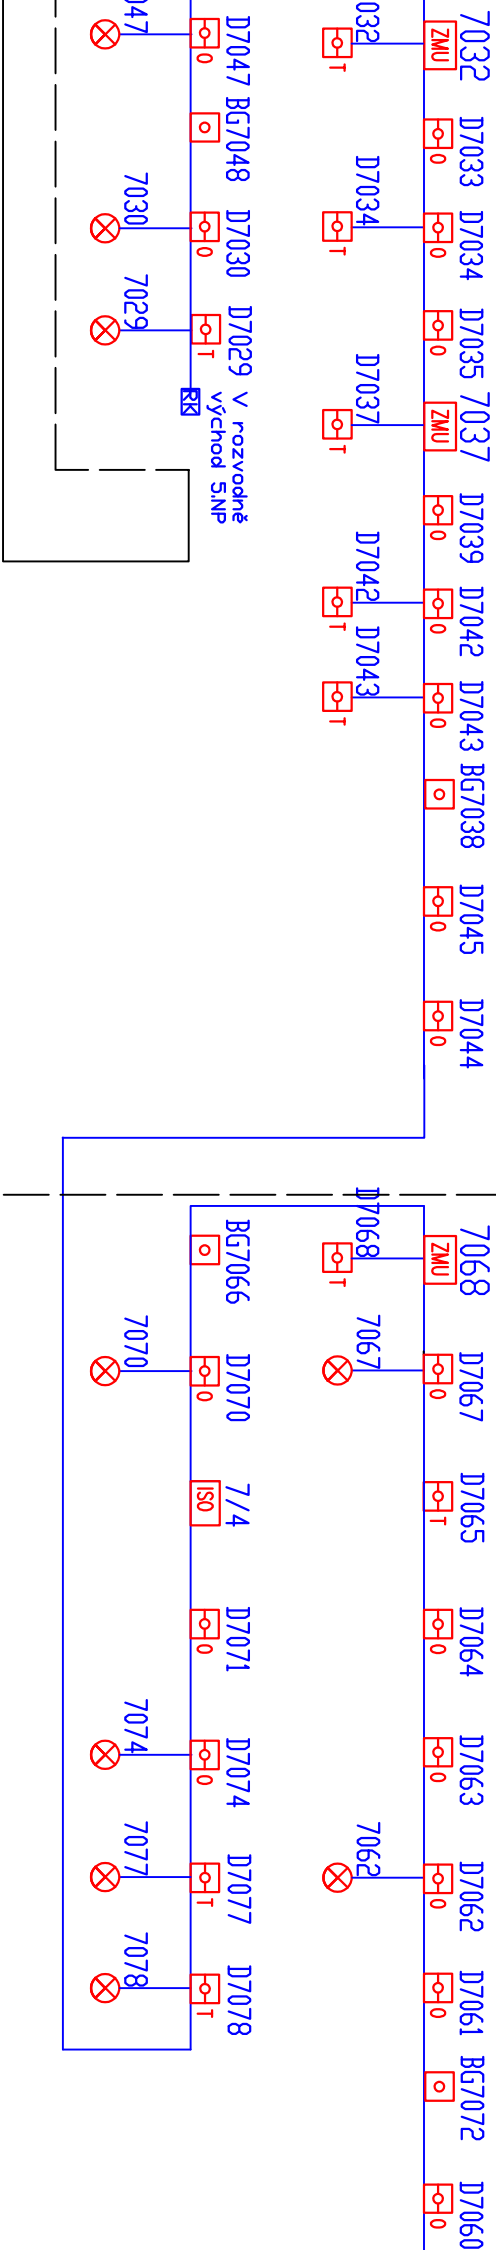 7032 D7033 D7034 D7035 7037 D7039 D7042 D7043 BG7038 D7045 D7044 7068 D7067 D7065 D7064 D7063 D7062 D7061 BG7072 D7060
ZMU O O O ZMU O O O O O ZMU O T O O O O O
032 D7034 D7037 D7042 D7043 D7068 7067 7062
T T T T T T
D7047 BG7048 D7030 D7029 V rozvodně BG7066 D7070 7/4 D7071 D7074 D7077 D7078
východ 5.NP
O O T RK O ISO O O T T
047 7030 7029 7070 7074 7077 7078